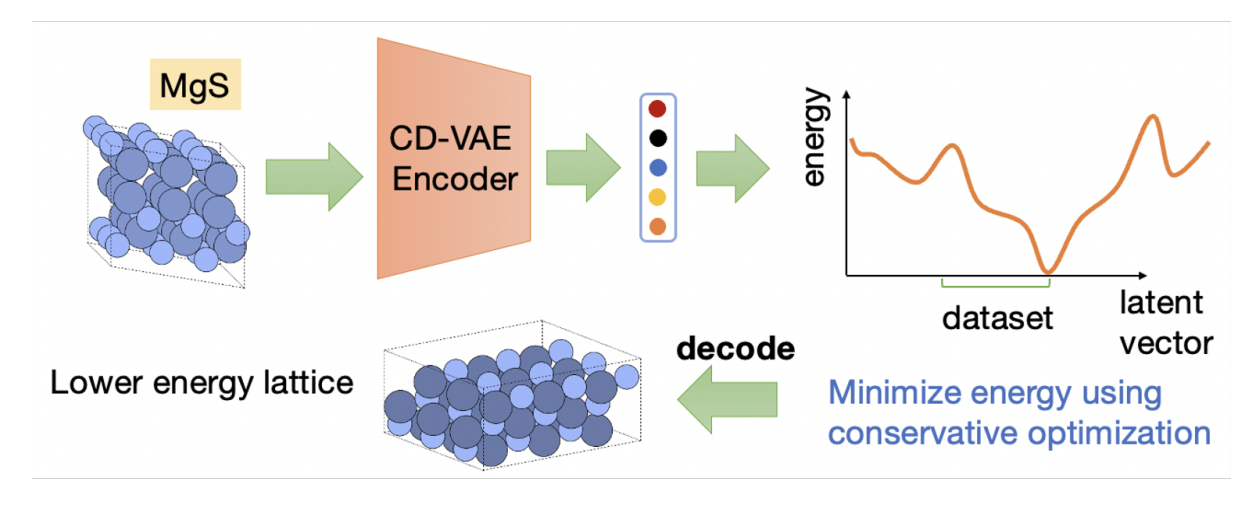 MgS
CD-VAE
Encoder
energy
dataset
latent
vector
decode
Lower energy lattice
Minimize energy using
conservative optimization